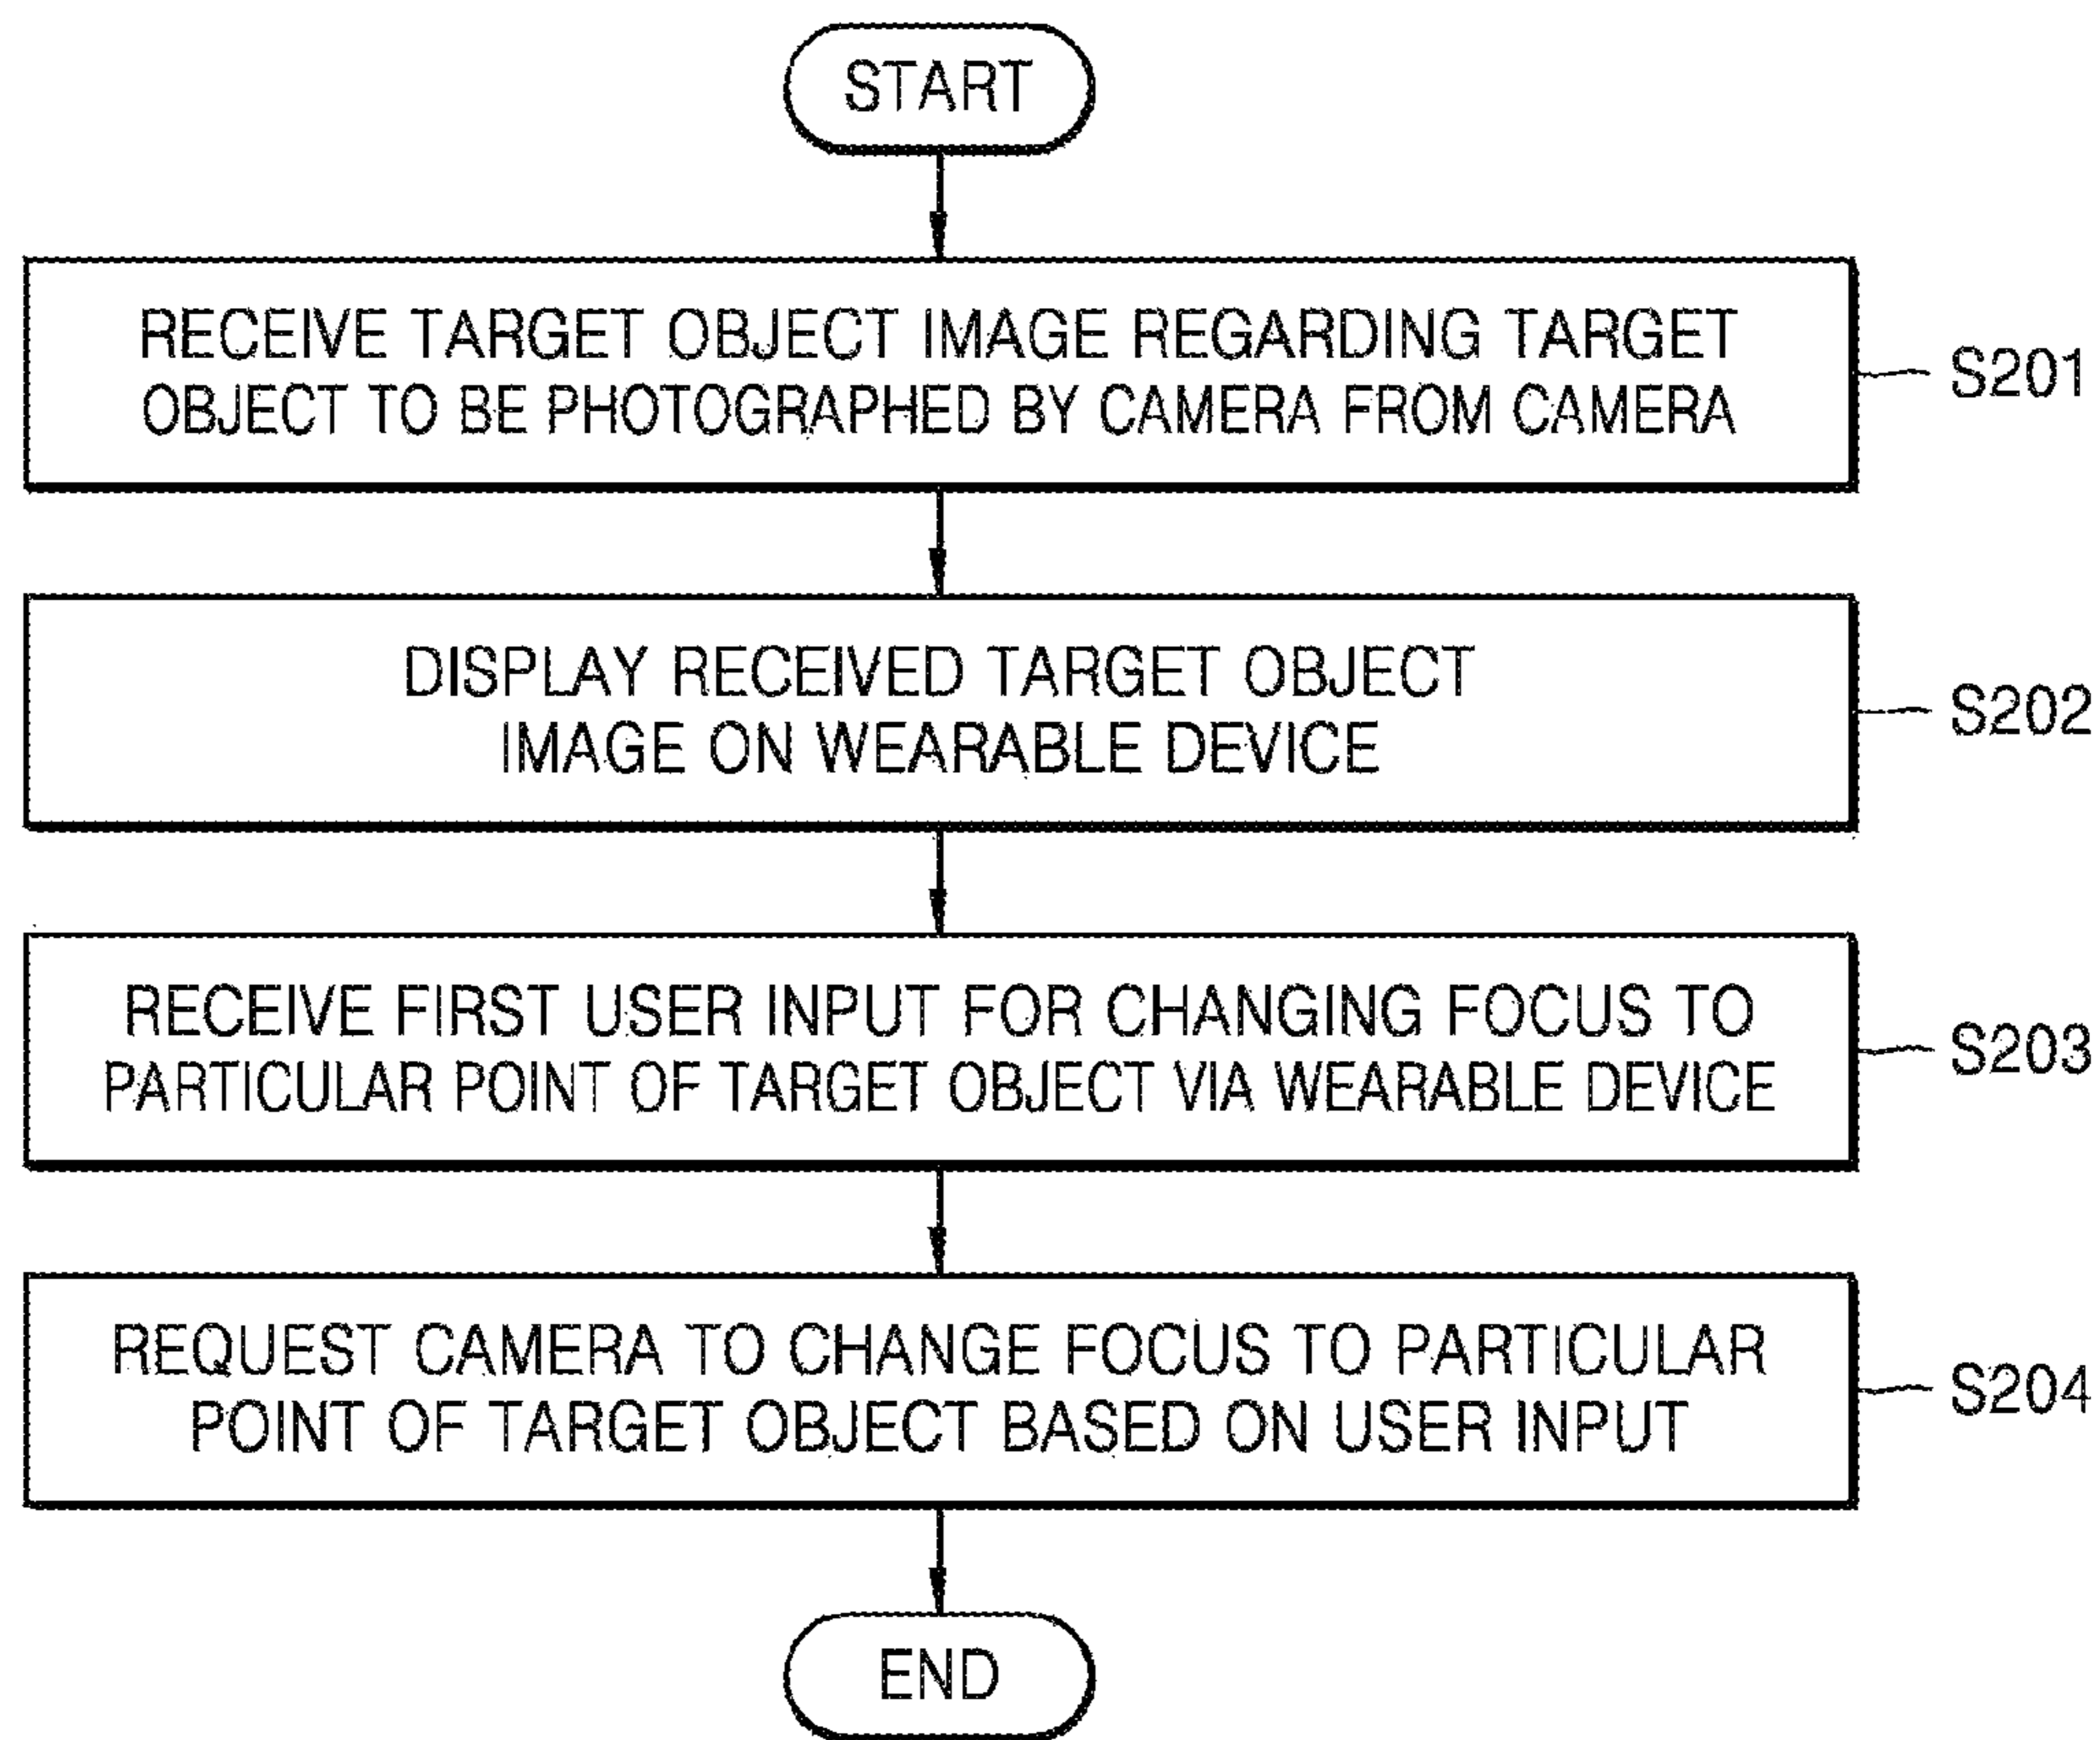 START
RECEIVE TARGET OBJECT IMAGE REGARDING TARGET
OBJECT TO BE PHOTOGRAPHED BY CAMERA FROM CAMERA
S201
DISPLAY RECEIVED TARGET OBJECT
IMAGE ON WEARABLE DEVICE
S202
RECEIVE FIRST USER INPUT FOR CHANGING FOCUS TO
PARTICULAR POINT OF TARGET OBJECT VIA WEARABLE DEVICE
S203
REQUEST CAMERA TO CHANGE FOCUS TO PARTICULAR
POINT OF TARGET OBJECT BASED ON USER INPUT
S204
END